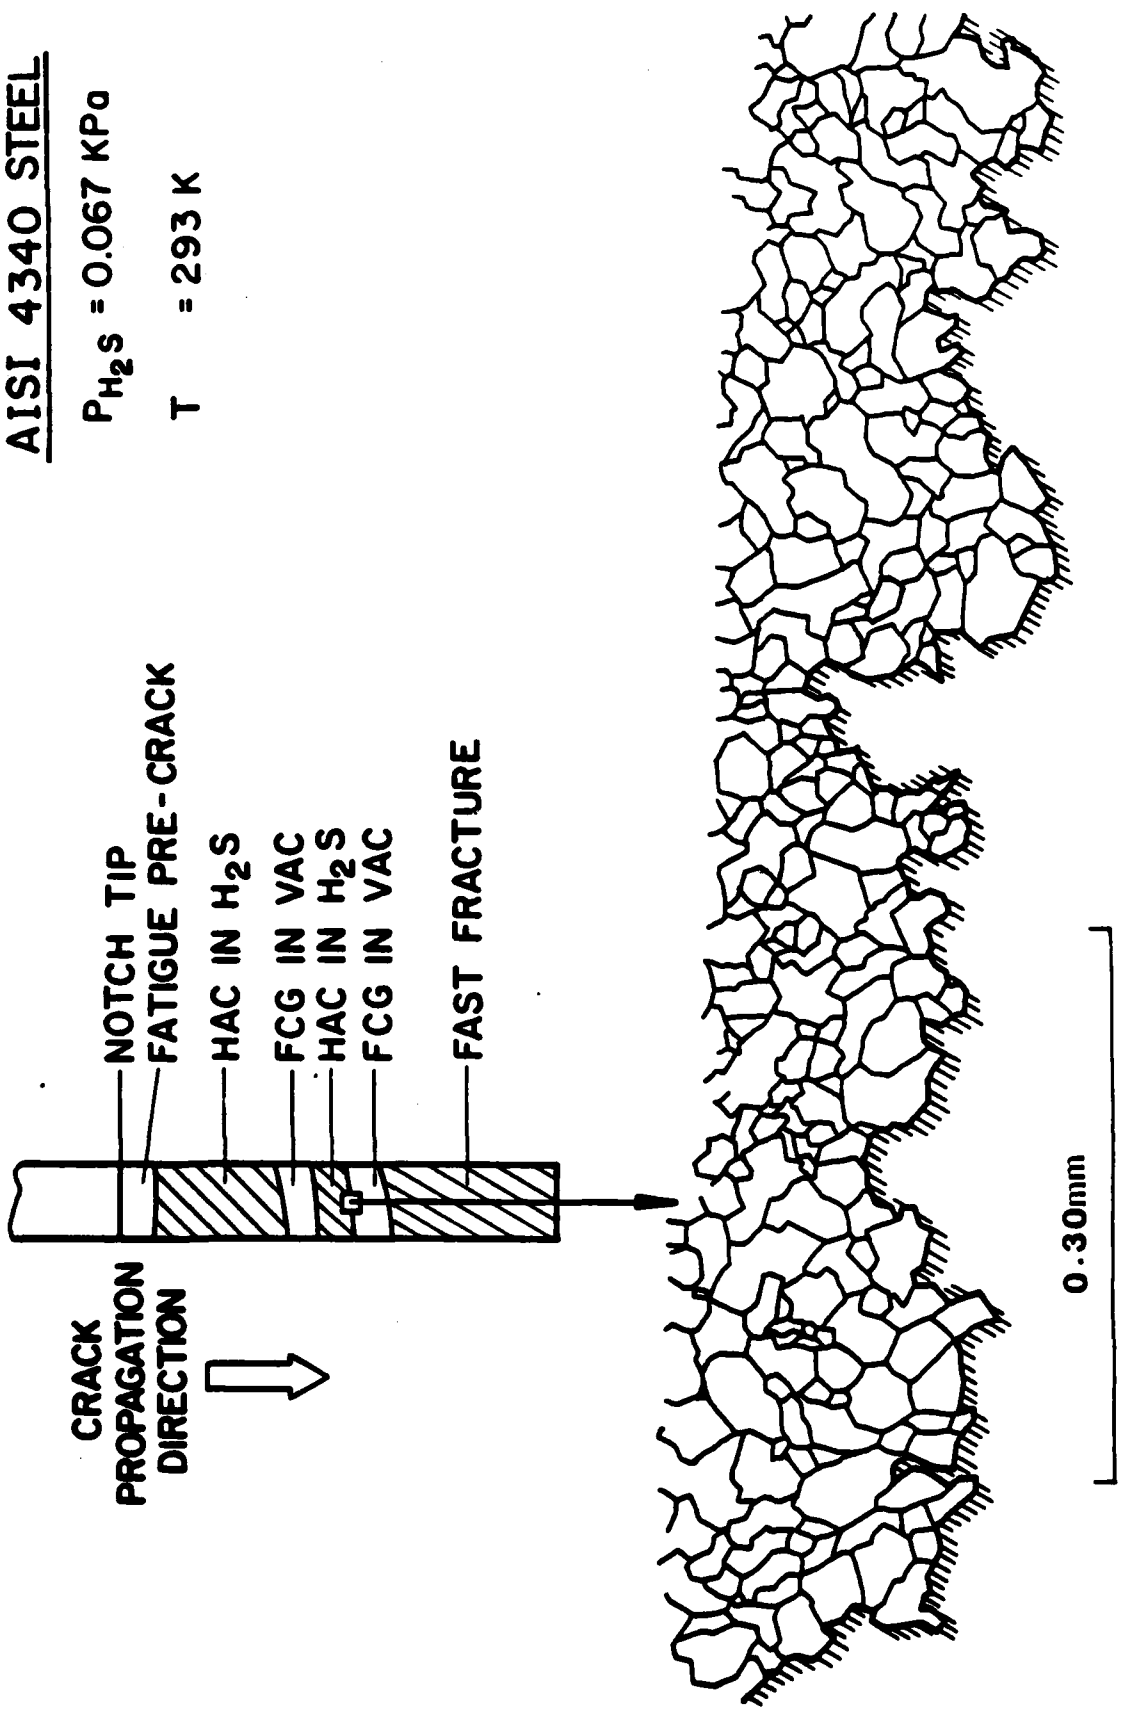 AISI 4340 STEEL
PH₂S = 0.067 KPa
T = 293 K
CRACK
PROPAGATION
DIRECTION
NOTCH TIP
FATIGUE PRE-CRACK
HAC IN H₂S
FCG IN VAC
HAC IN H₂S
FCG IN VAC
FAST FRACTURE
0.30mm